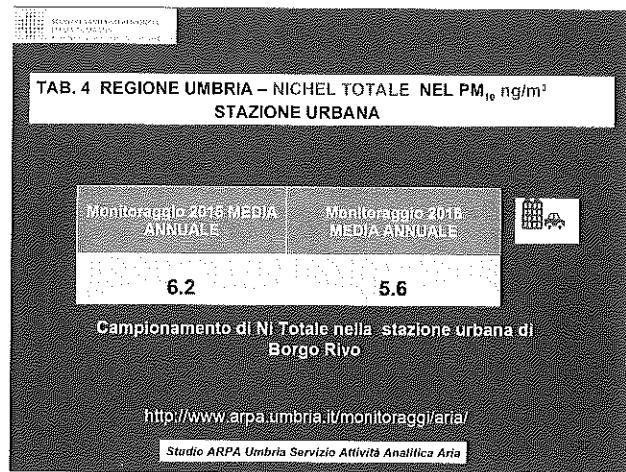 TAB. 4 REGIONE UMBRIA – NICHEL TOTALE NEL PM₁₀ ng/m³
STAZIONE URBANA
Monitoraggio 2015 MEDIA
ANNUALE
Monitoraggio 2016
MEDIA ANNUALE
6.2
5.6
Campionamento di Ni Totale nella stazione urbana di
Borgo Rivo
http://www.arpa.umbria.it/monitoraggi/aria/
Studio ARPA Umbria Servizio Attività Analitica Aria